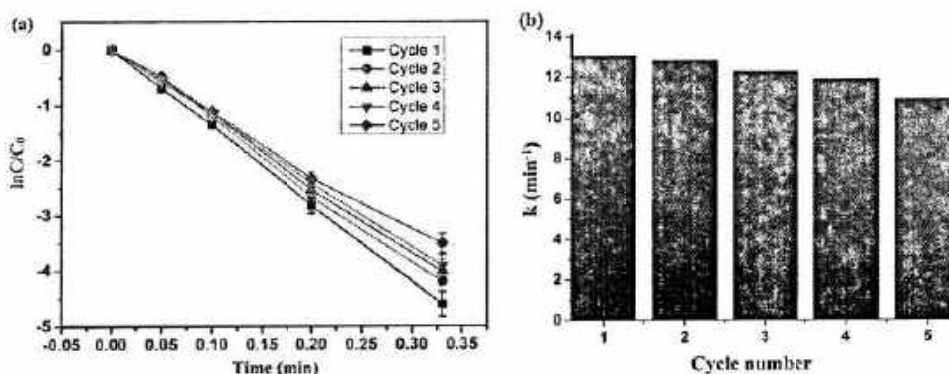 (a)
0
-1
-2
-3
-4
-5
lnC/C₀
-0.05 0.00 0.05 0.10 0.15 0.20 0.25 0.30 0.35
Time (min)
Cycle 1
Cycle 2
Cycle 3
Cycle 4
Cycle 5
(b)
14
12
10
8
6
4
2
0
k (min⁻¹)
1 2 3 4 5
Cycle number